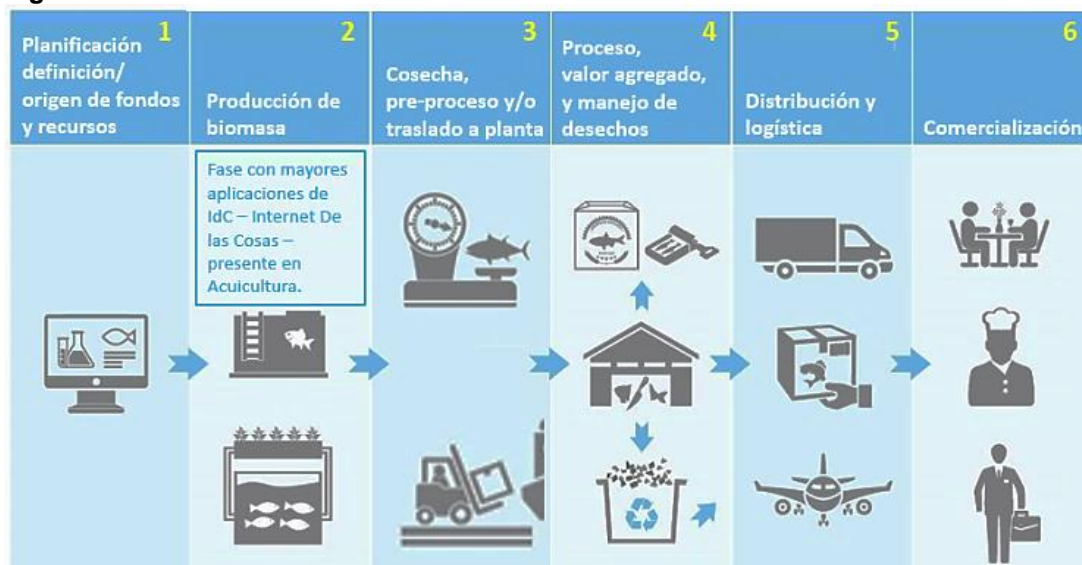 1
Planificación
definición/
origen de fondos
y recursos
2
Producción de
biomasa
3
Cosecha,
pre-proceso y/o
traslado a planta
4
Proceso,
valor agregado,
y manejo de
desechos
5
Distribución y
logística
6
Comercialización
Fase con mayores
aplicaciones de
IdC – Internet De
las Cosas –
presente en
Acuicultura.